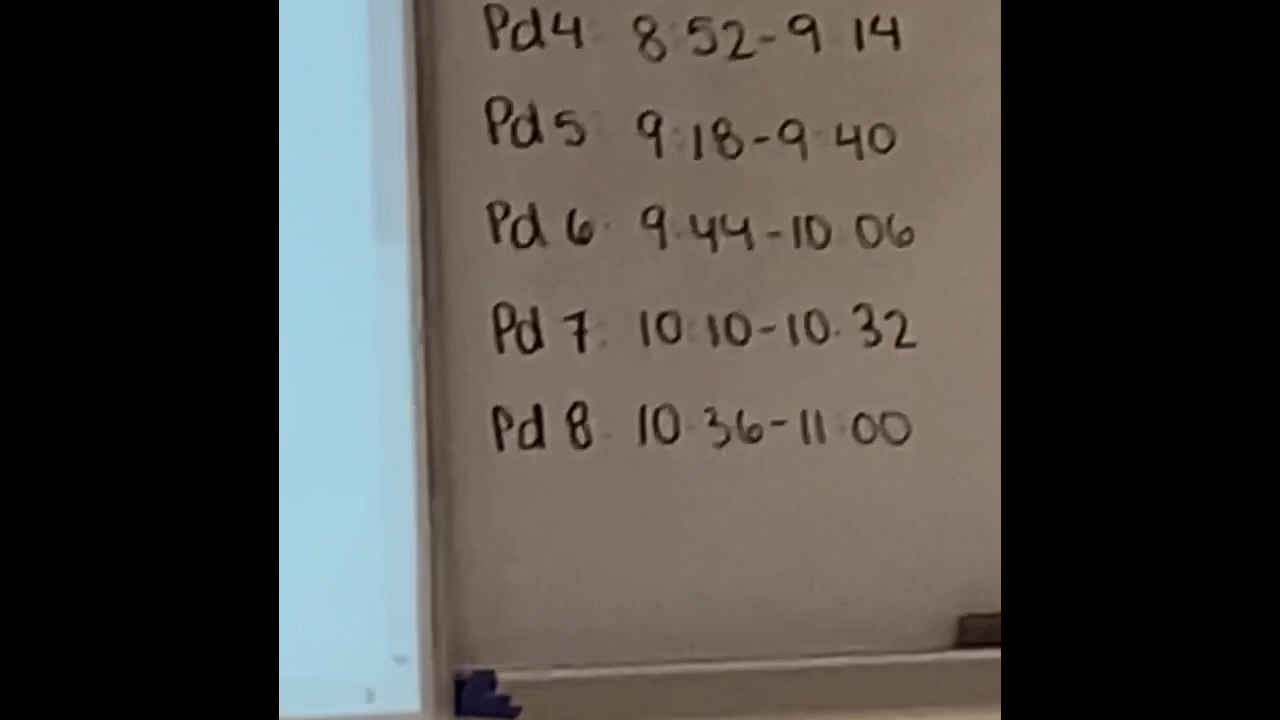 Pd4: 8:52-9:14
Pd5: 9:18-9:40
Pd 6: 9:44-10:06
Pd 7: 10:10-10:32
Pd 8: 10:36-11:00